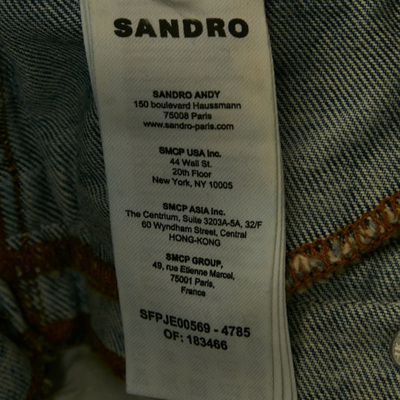 SANDRO
SANDRO ANDY
150 boulevard Haussmann
75008 Paris
www.sandro-paris.com
SMCP USA Inc.
44 Wall St.
20th Floor
New York, NY 10005
SMCP ASIA Inc.
The Centrium, Suite 3203A-5A, 32/F
60 Wyndham Street, Central
HONG-KONG
SMCP GROUP,
49, rue Etienne Marcel,
75001 Paris,
France
SFPJE00569 - 4785
OF: 183466